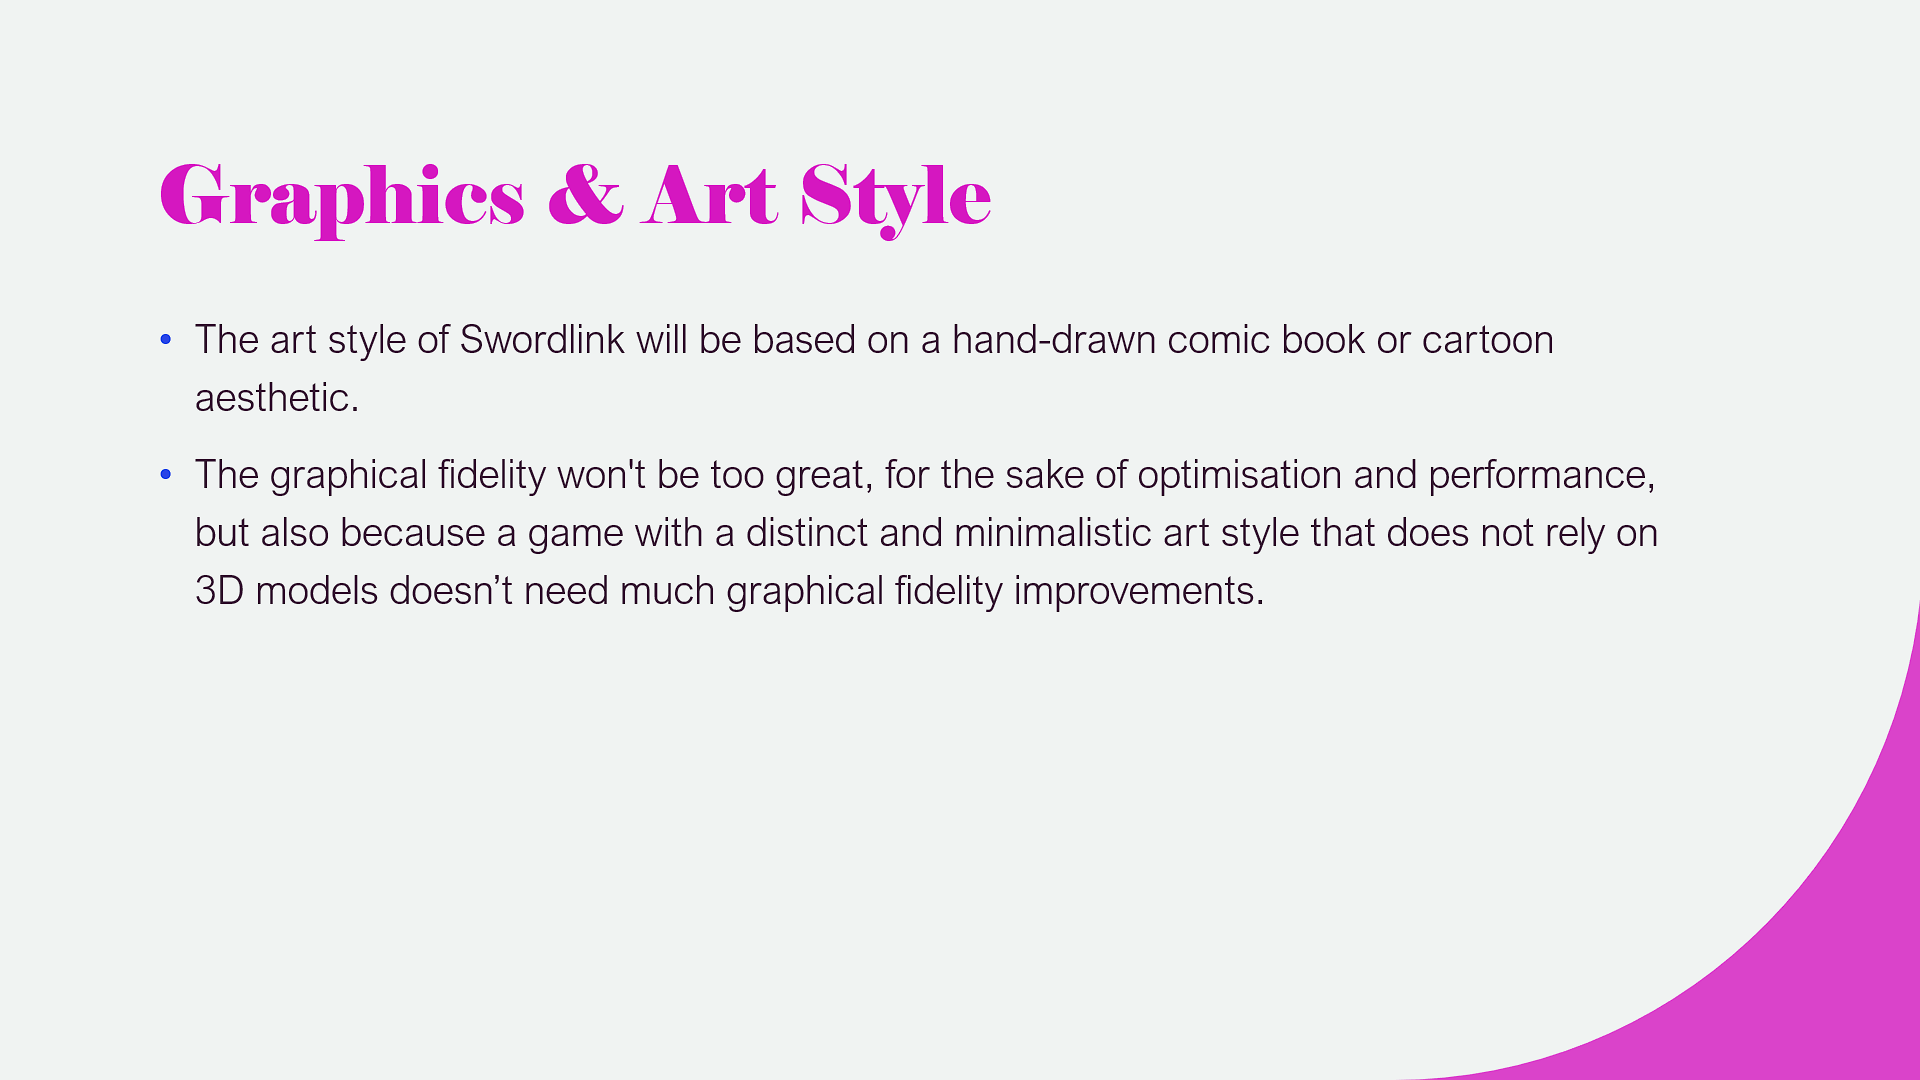 Graphics & Art Style
• The art style of Swordlink will be based on a hand-drawn comic book or cartoon
aesthetic.
• The graphical fidelity won't be too great, for the sake of optimisation and performance,
but also because a game with a distinct and minimalistic art style that does not rely on
3D models doesn’t need much graphical fidelity improvements.